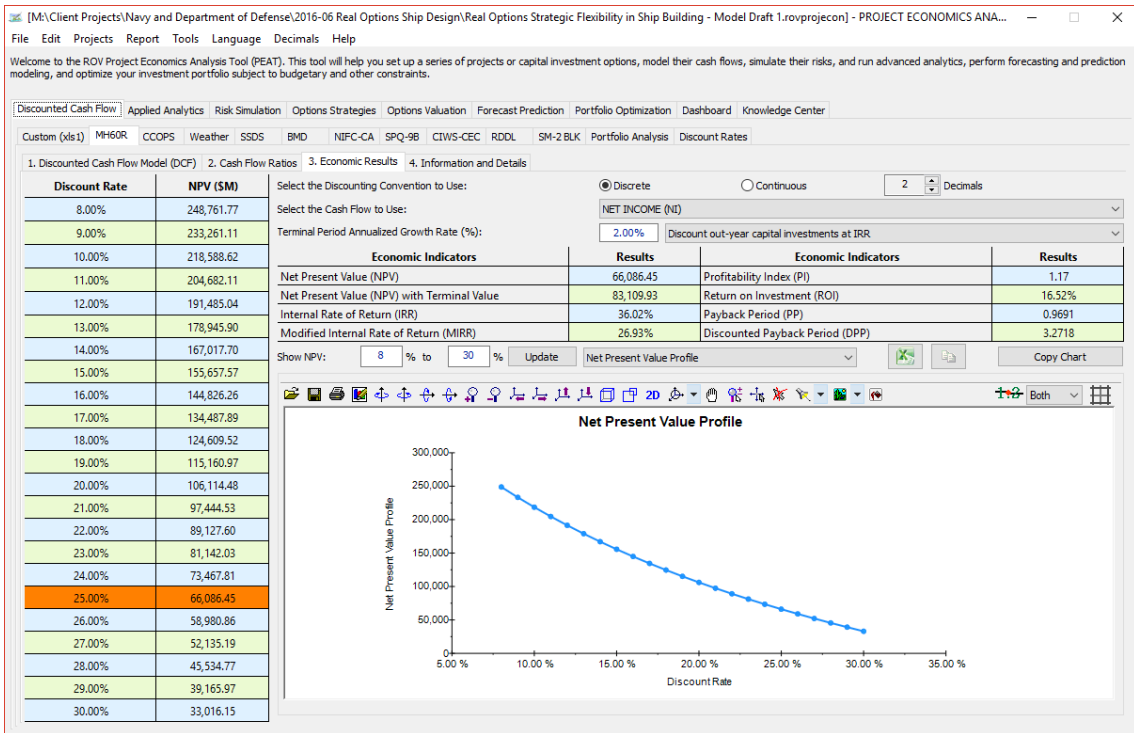 [M:\Client Projects\Navy and Department of Defense\2016-06 Real Options Ship Design\Real Options Strategic Flexibility in Ship Building - Model Draft 1.rovprojecon] - PROJECT ECONOMICS ANA...
File Edit Projects Report Tools Language Decimals Help
Welcome to the ROV Project Economics Analysis Tool (PEAT). This tool will help you set up a series of projects or capital investment options, model their cash flows, simulate their risks, and run advanced analytics, perform forecasting and prediction
modeling, and optimize your investment portfolio subject to budgetary and other constraints.
Discounted Cash Flow Applied Analytics Risk Simulation Options Strategies Options Valuation Forecast Prediction Portfolio Optimization Dashboard Knowledge Center
Custom (xls1) MH60R CCOPS Weather SSDS BMD NIFC-CA SPQ-9B CIWS-CEC RDDL SM-2 BLK Portfolio Analysis Discount Rates
1. Discounted Cash Flow Model (DCF) 2. Cash Flow Ratios 3. Economic Results 4. Information and Details
Discount Rate NPV ($M)
8.00% 248,761.77
9.00% 233,261.11
10.00% 218,588.62
11.00% 204,682.11
12.00% 191,485.04
13.00% 178,945.90
14.00% 167,017.70
15.00% 155,657.57
16.00% 144,826.26
17.00% 134,487.89
18.00% 124,609.52
19.00% 115,160.97
20.00% 106,114.48
21.00% 97,444.53
22.00% 89,127.60
23.00% 81,142.03
24.00% 73,467.81
25.00% 66,086.45
26.00% 58,980.86
27.00% 52,135.19
28.00% 45,534.77
29.00% 39,165.97
30.00% 33,016.15
Select the Discounting Convention to Use: Discrete Continuous 2 Decimals
Select the Cash Flow to Use: NET INCOME (NI)
Terminal Period Annualized Growth Rate (%): 2.00% Discount out-year capital investments at IRR
Economic Indicators Results Economic Indicators Results
Net Present Value (NPV) 66,086.45 Profitability Index (PI) 1.17
Net Present Value (NPV) with Terminal Value 83,109.93 Return on Investment (ROI) 16.52%
Internal Rate of Return (IRR) 36.02% Payback Period (PP) 0.9691
Modified Internal Rate of Return (MIRR) 26.93% Discounted Payback Period (DPP) 3.2718
Show NPV: 8 % to 30 % Update Net Present Value Profile Copy Chart
2D Both
Net Present Value Profile
300,000
250,000
200,000
150,000
100,000
50,000
0
Net Present Value Profile
5.00 % 10.00 % 15.00 % 20.00 % 25.00 % 30.00 % 35.00 %
Discount Rate